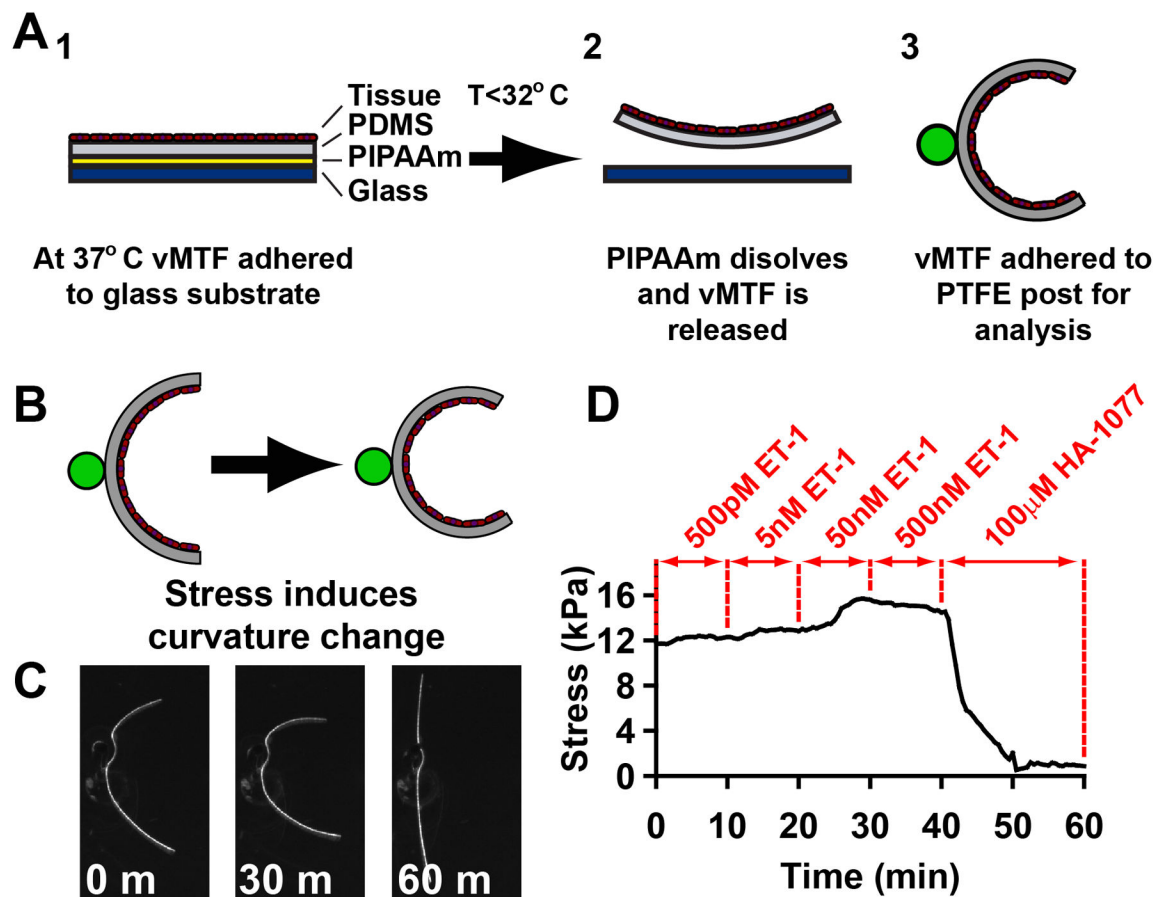 A
1
Tissue
PDMS
PIPAAm
Glass
T<32° C
At 37° C vMTF adhered
to glass substrate
2
PIPAAm disolves
and vMTF is
released
3
vMTF adhered to
PTFE post for
analysis
B
Stress induces
curvature change
C
0 m
30 m
60 m
D
500pM ET-1
5nM ET-1
50nM ET-1
500nM ET-1
100μM HA-1077
Stress (kPa)
16
12
8
4
0
0 10 20 30 40 50 60
Time (min)